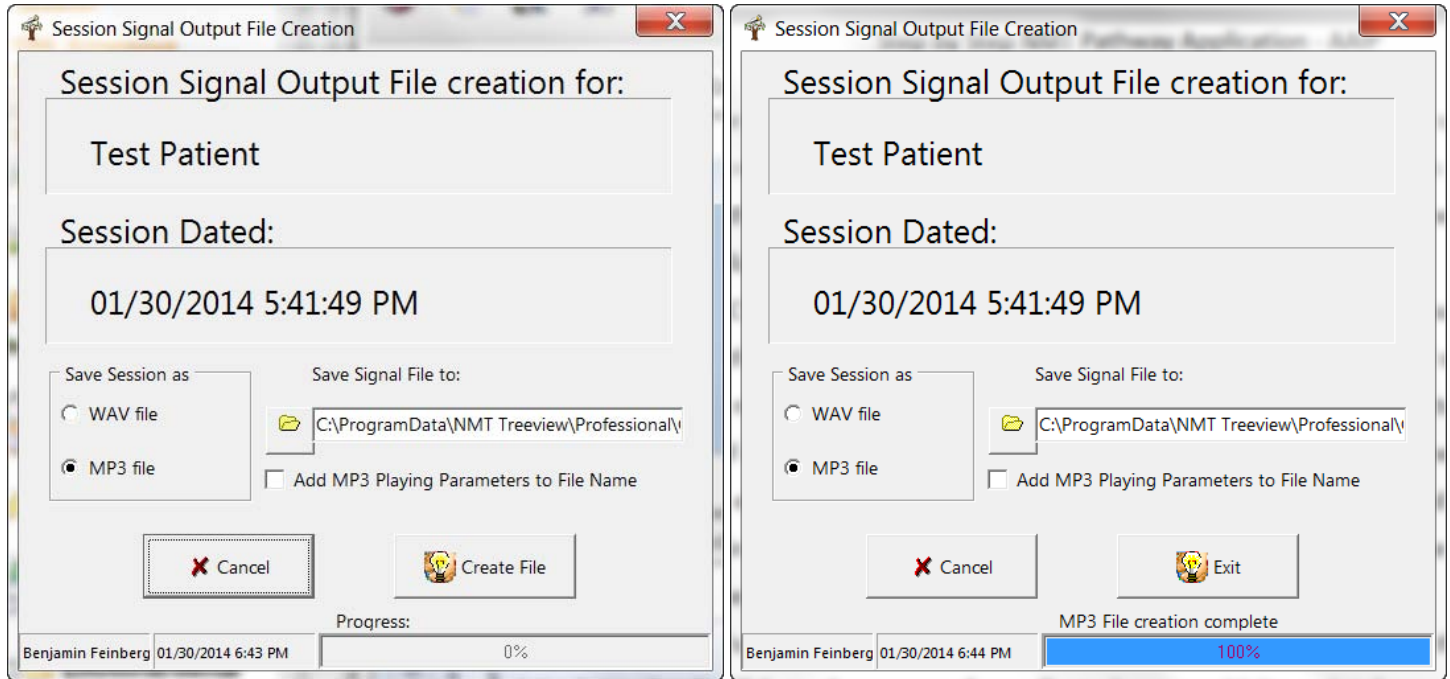 Session Signal Output File Creation
Session Signal Output File creation for:
Test Patient
Session Dated:
01/30/2014 5:41:49 PM
Save Session as
Save Signal File to:
WAV file
C:\ProgramData\NMT Treeview\Professional\
MP3 file
Add MP3 Playing Parameters to File Name
Cancel
Create File
Progress:
Benjamin Feinberg 01/30/2014 6:43 PM
0%
Session Signal Output File Creation
Session Signal Output File creation for:
Test Patient
Session Dated:
01/30/2014 5:41:49 PM
Save Session as
Save Signal File to:
WAV file
C:\ProgramData\NMT Treeview\Professional\
MP3 file
Add MP3 Playing Parameters to File Name
Cancel
Exit
MP3 File creation complete
Benjamin Feinberg 01/30/2014 6:44 PM
100%